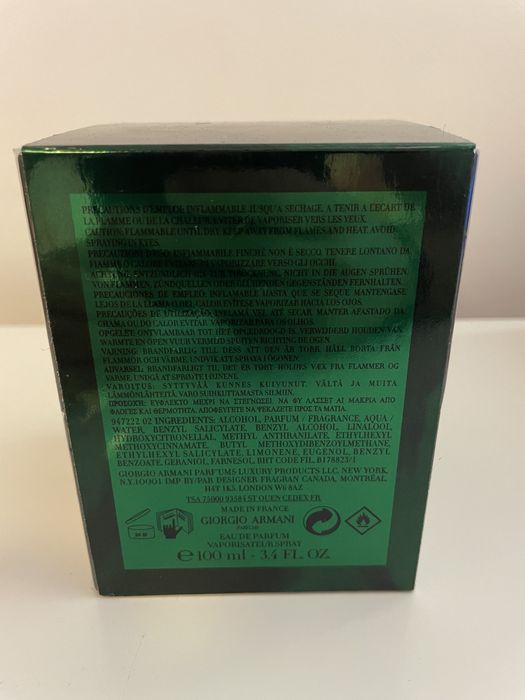 PRÉCAUTIONS D'EMPLOI: INFLAMMABLE JUSQU'A SECHAGE. A TENIR A L'ÉCART DE
LA FLAMME OU DE LA CHALEUR. EVITER DE VAPORISER VERS LES YEUX.
CAUTION: FLAMMABLE UNTIL DRY. KEEP AWAY FROM FLAMES AND HEAT. AVOID
SPRAYING IN EYES.
PRECAUZIONI D'USO: INFIAMMABILE FINCHÉ NON È SECCO. TENERE LONTANO DA
FIAMME O CALORE. EVITARE DI VAPORIZZARE VERSO GLI OCCHI.
ACHTUNG: ENTZÜNDLICH BIS ZUR TROCKNUNG. NICHT IN DIE AUGEN SPRÜHEN.
VON FLAMMEN, ZÜNDQUELLEN ODER GLÜHENDEN GEGENSTÄNDEN FERNHALTEN.
PRECAUCIONES DE EMPLEO: INFLAMABLE HASTA QUE SE SEQUE. MANTENGASE
LEJOS DE LA LLAMA O DEL CALOR. EVITESE VAPORIZAR HACIA LOS OJOS.
PRECAUÇÕES DE UTILIZAÇÃO: INFLAMÁVEL ATÉ SECAR. MANTER AFASTADO DA
CHAMA OU DO CALOR. EVITAR VAPORIZAR PARA OS OLHOS.
OPGELET: ONTVLAMBAAR TOT HET OPGEDROOGD IS. VERWIJDERD HOUDEN VAN
WARMTE EN OPEN VUUR. VERMIJD SPUITEN RICHTING DE OGEN.
VARNING: BRANDFARLIG TILL DESS ATT DEN ÄR TORR. HÅLL BORTA FRÅN
FLAMMOR OCH VÄRME. UNDVIK ATT SPRAYA I ÖGONEN.
ADVARSEL: BRANDFARLIGT TIL DET ER TØRT. HOLDES VÆK FRA FLAMMER OG
VARME. UNDGÅ AT SPRØJTE I ØJNENE.
VAROITUS: SYTTYVÄÄ KUNNES KUIVUNUT. VÄLTÄ JA MUITA
LÄMMÖNLÄHTEITÄ. VARO SUIHKUTTAMASTA SILMIIN.
ΠΡΟΣΟΧΗ: ΕΥΦΛΕΚΤΟ ΜΕΧΡΙ ΝΑ ΣΤΕΓΝΩΣΕΙ. ΝΑ ΦΥΛΑΣΣΕΤΑΙ ΜΑΚΡΙΑ ΑΠΟ
ΦΛΟΓΕΣ ΚΑΙ ΘΕΡΜΟΤΗΤΑ. ΑΠΟΦΕΥΓΕΤΕ ΝΑ ΨΕΚΑΖΕΤΕ ΠΡΟΣ ΤΑ ΜΑΤΙΑ.
947222 02 INGREDIENTS: ALCOHOL, PARFUM / FRAGRANCE, AQUA /
WATER, BENZYL SALICYLATE, BENZYL ALCOHOL, LINALOOL,
HYDROXYCITRONELLAL, METHYL ANTHRANILATE, ETHYLHEXYL
METHOXYCINNAMATE, BUTYL METHOXYDIBENZOYLMETHANE,
ETHYLHEXYL SALICYLATE, LIMONENE, EUGENOL, BENZYL
BENZOATE, GERANIOL, FARNESOL, BHT CODE FIL. B178823/1
GIORGIO ARMANI PARFUMS LUXURY PRODUCTS LLC, NEW YORK,
N.Y.10001 IMP BY/PAR DESIGNER FRAGRAN CANADA, MONTRÉAL,
H4T 1K5. LONDON W6 8AZ
TSA 75000 93584 ST OUEN CEDEX FR
MADE IN FRANCE
GIORGIO ARMANI
PARFUMS
EAU DE PARFUM
VAPORISATEUR/SPRAY
℮ 100 ml - 3.4 FL. OZ